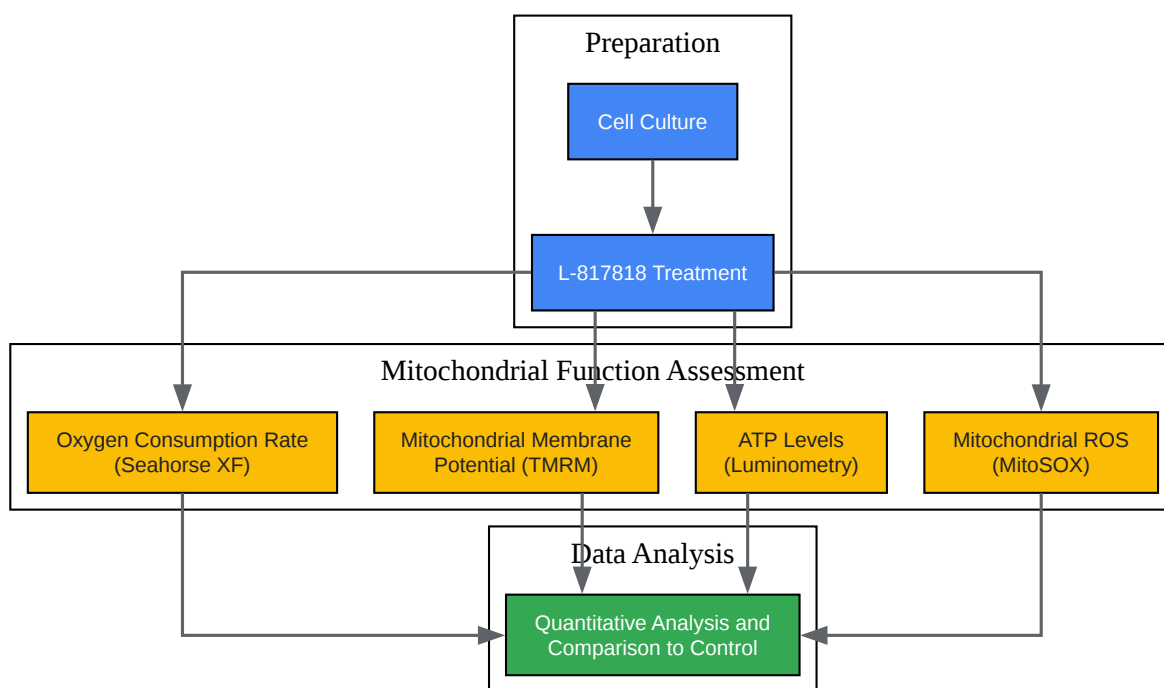 Preparation
Cell Culture
L-817818 Treatment
Mitochondrial Function Assessment
Oxygen Consumption Rate
(Seahorse XF)
Mitochondrial Membrane
Potential (TMRM)
ATP Levels
(Luminometry)
Mitochondrial ROS
(MitoSOX)
Data Analysis
Quantitative Analysis and
Comparison to Control